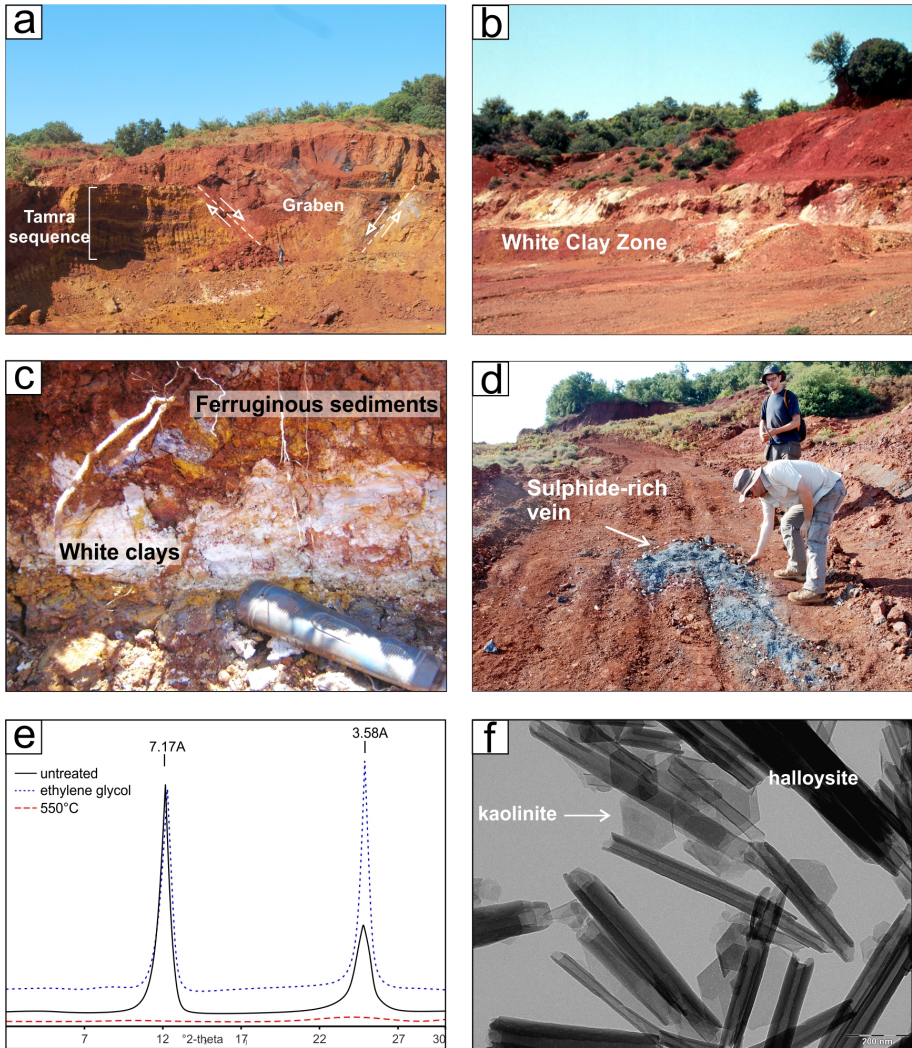 a
Tamra
sequence
Graben
b
White Clay Zone
c
Ferruginous sediments
White clays
d
Sulphide-rich
vein
e
7.17A
3.58A
untreated
ethylene glycol
550°C
7
12
°2-theta
17
22
27
30
f
halloysite
kaolinite
200 nm